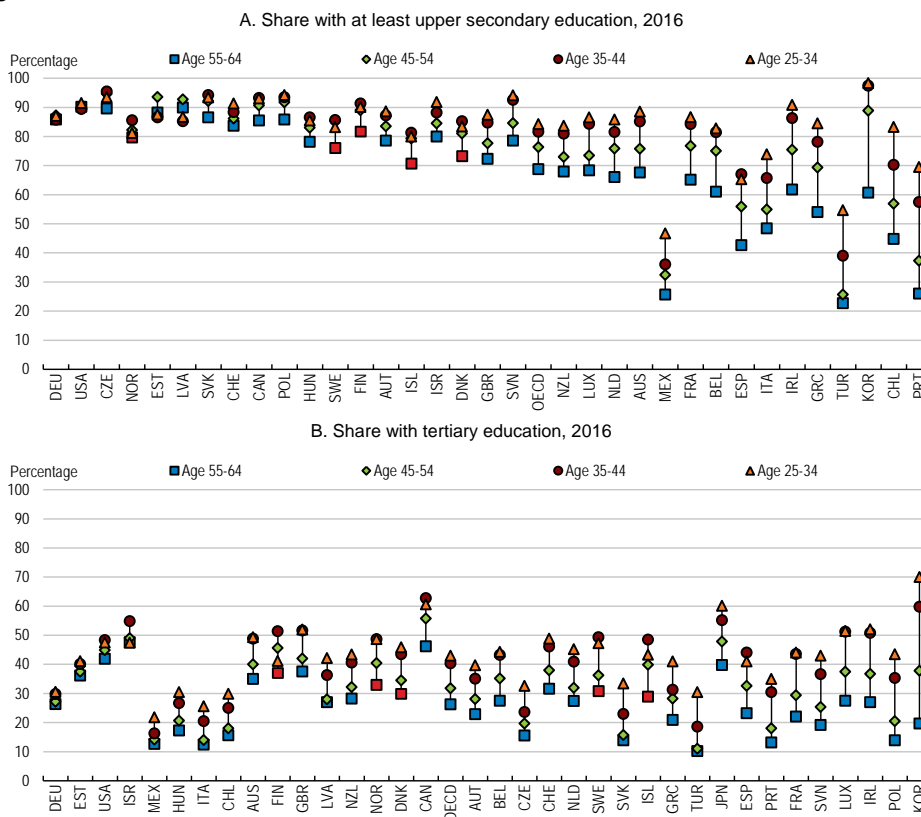 A. Share with at least upper secondary education, 2016
Percentage
Age 55-64 Age 45-54 Age 35-44 Age 25-34
100
90
80
70
60
50
40
30
20
10
0
DEU USA CZE NOR EST LVA SVK CHE CAN POL HUN SWE FIN AUT ISL ISR DNK GBR SVN OECD NZL LUX NLD AUS MEX FRA BEL ESP ITA IRL GRC TUR KOR CHL PRT
B. Share with tertiary education, 2016
Percentage
Age 55-64 Age 45-54 Age 35-44 Age 25-34
100
90
80
70
60
50
40
30
20
10
0
DEU EST USA ISR MEX HUN ITA CHL AUS FIN GBR LVA NZL NOR DNK CAN OECD AUT BEL CZE CHE NLD SWE SVK ISL GRC TUR JPN ESP PRT FRA SVN LUX IRL POL KOR